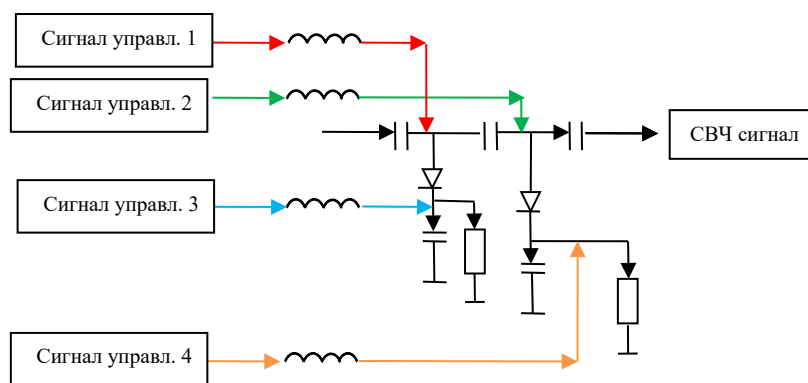 Сигнал управл. 1
Сигнал управл. 2
СВЧ сигнал
Сигнал управл. 3
Сигнал управл. 4